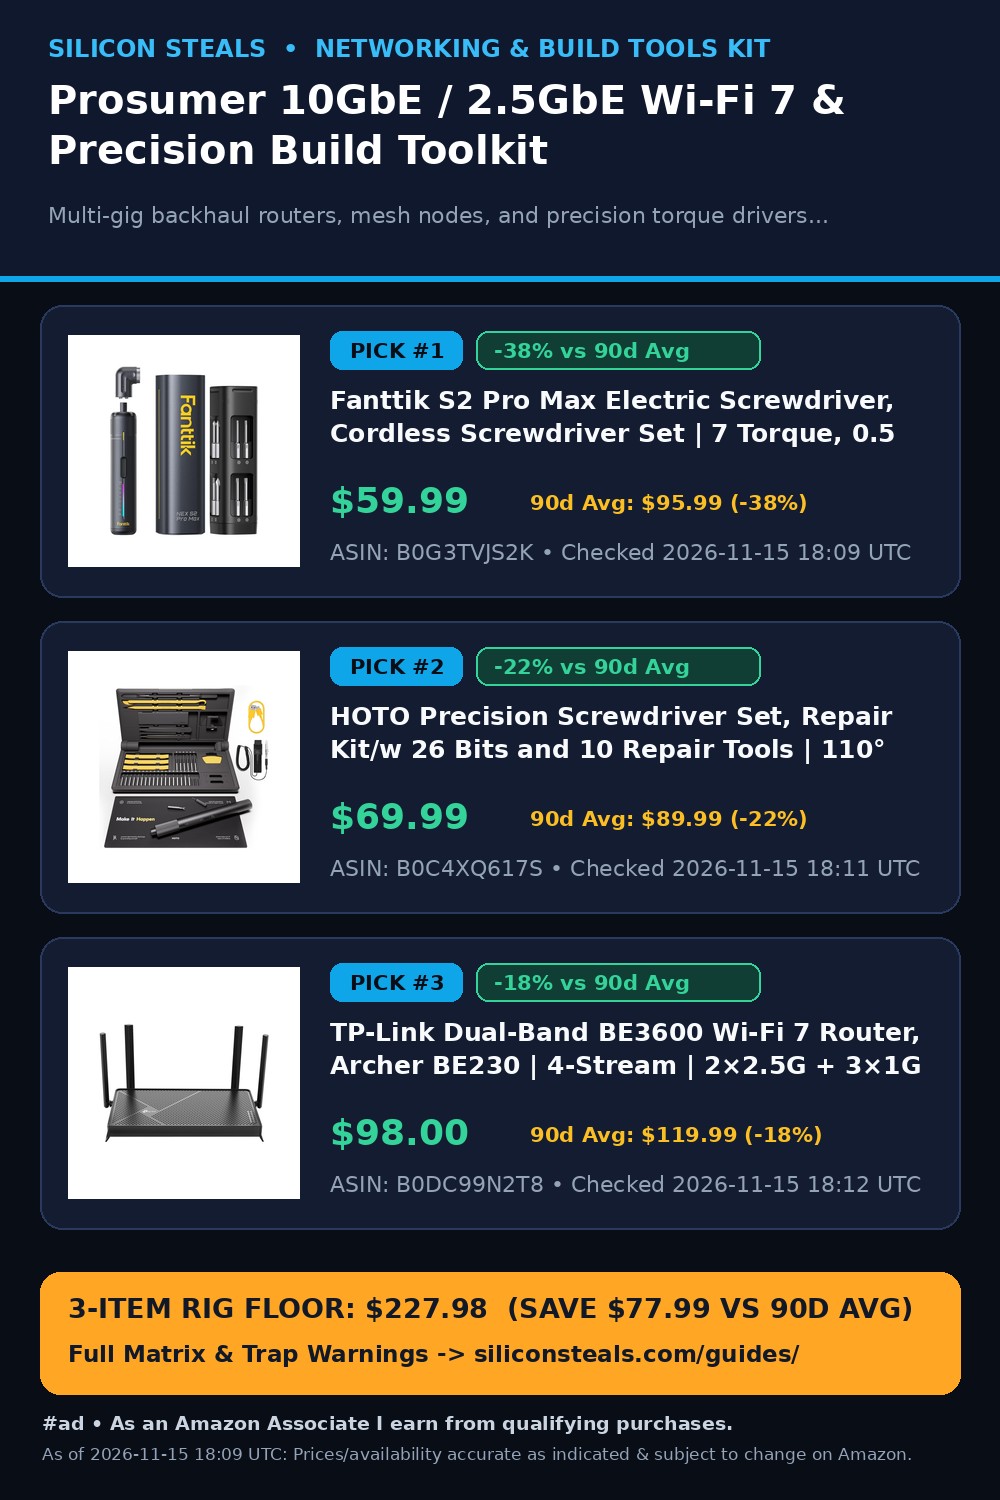 SILICON STEALS • NETWORKING & BUILD TOOLS KIT
Prosumer 10GbE / 2.5GbE Wi-Fi 7 &
Precision Build Toolkit
Multi-gig backhaul routers, mesh nodes, and precision torque drivers...
PICK #1
-38% vs 90d Avg
Fanttik S2 Pro Max Electric Screwdriver,
Cordless Screwdriver Set | 7 Torque, 0.5
$59.99
90d Avg: $95.99 (-38%)
ASIN: B0G3TVJS2K • Checked 2026-11-15 18:09 UTC
Fanttik
NEX S2
Pro Max
Fanttik
PICK #2
-22% vs 90d Avg
HOTO Precision Screwdriver Set, Repair
Kit/w 26 Bits and 10 Repair Tools | 110°
$69.99
90d Avg: $89.99 (-22%)
ASIN: B0C4XQ617S • Checked 2026-11-15 18:11 UTC
Make It Happen
PICK #3
-18% vs 90d Avg
TP-Link Dual-Band BE3600 Wi-Fi 7 Router,
Archer BE230 | 4-Stream | 2×2.5G + 3×1G
$98.00
90d Avg: $119.99 (-18%)
ASIN: B0DC99N2T8 • Checked 2026-11-15 18:12 UTC
3-ITEM RIG FLOOR: $227.98 (SAVE $77.99 VS 90D AVG)
Full Matrix & Trap Warnings -> siliconsteals.com/guides/
#ad • As an Amazon Associate I earn from qualifying purchases.
As of 2026-11-15 18:09 UTC: Prices/availability accurate as indicated & subject to change on Amazon.